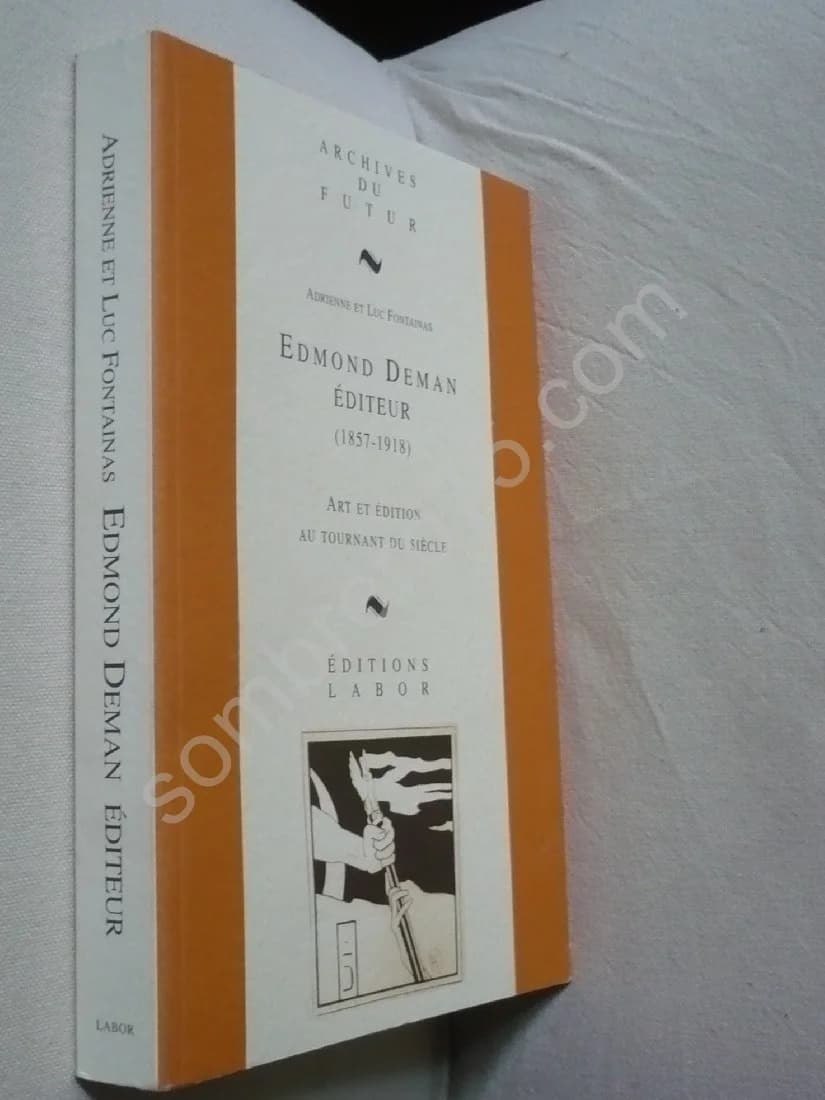 ADRIENNE ET LUC FONTAINAS EDMOND DEMAN ÉDITEUR
LABOR
ARCHIVES
DU
FUTUR
ADRIENNE ET LUC FONTAINAS
EDMOND DEMAN
ÉDITEUR
(1857-1918)
ART ET ÉDITION
AU TOURNANT DU SIÈCLE
ÉDITIONS
LABOR